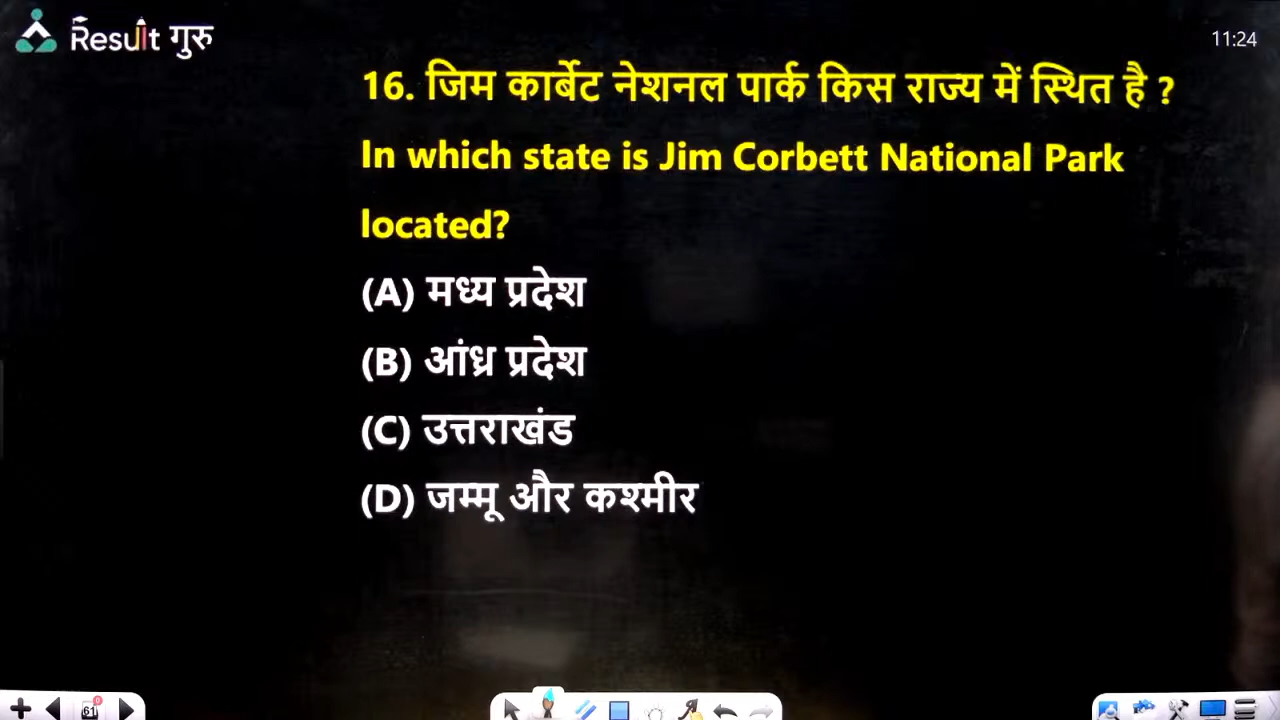 Result गुरु
11:24
16. जिम कार्बेट नेशनल पार्क किस राज्य में स्थित है ?
In which state is Jim Corbett National Park
located?
(A) मध्य प्रदेश
(B) आंध्र प्रदेश
(C) उत्तराखंड
(D) जम्मू और कश्मीर
61